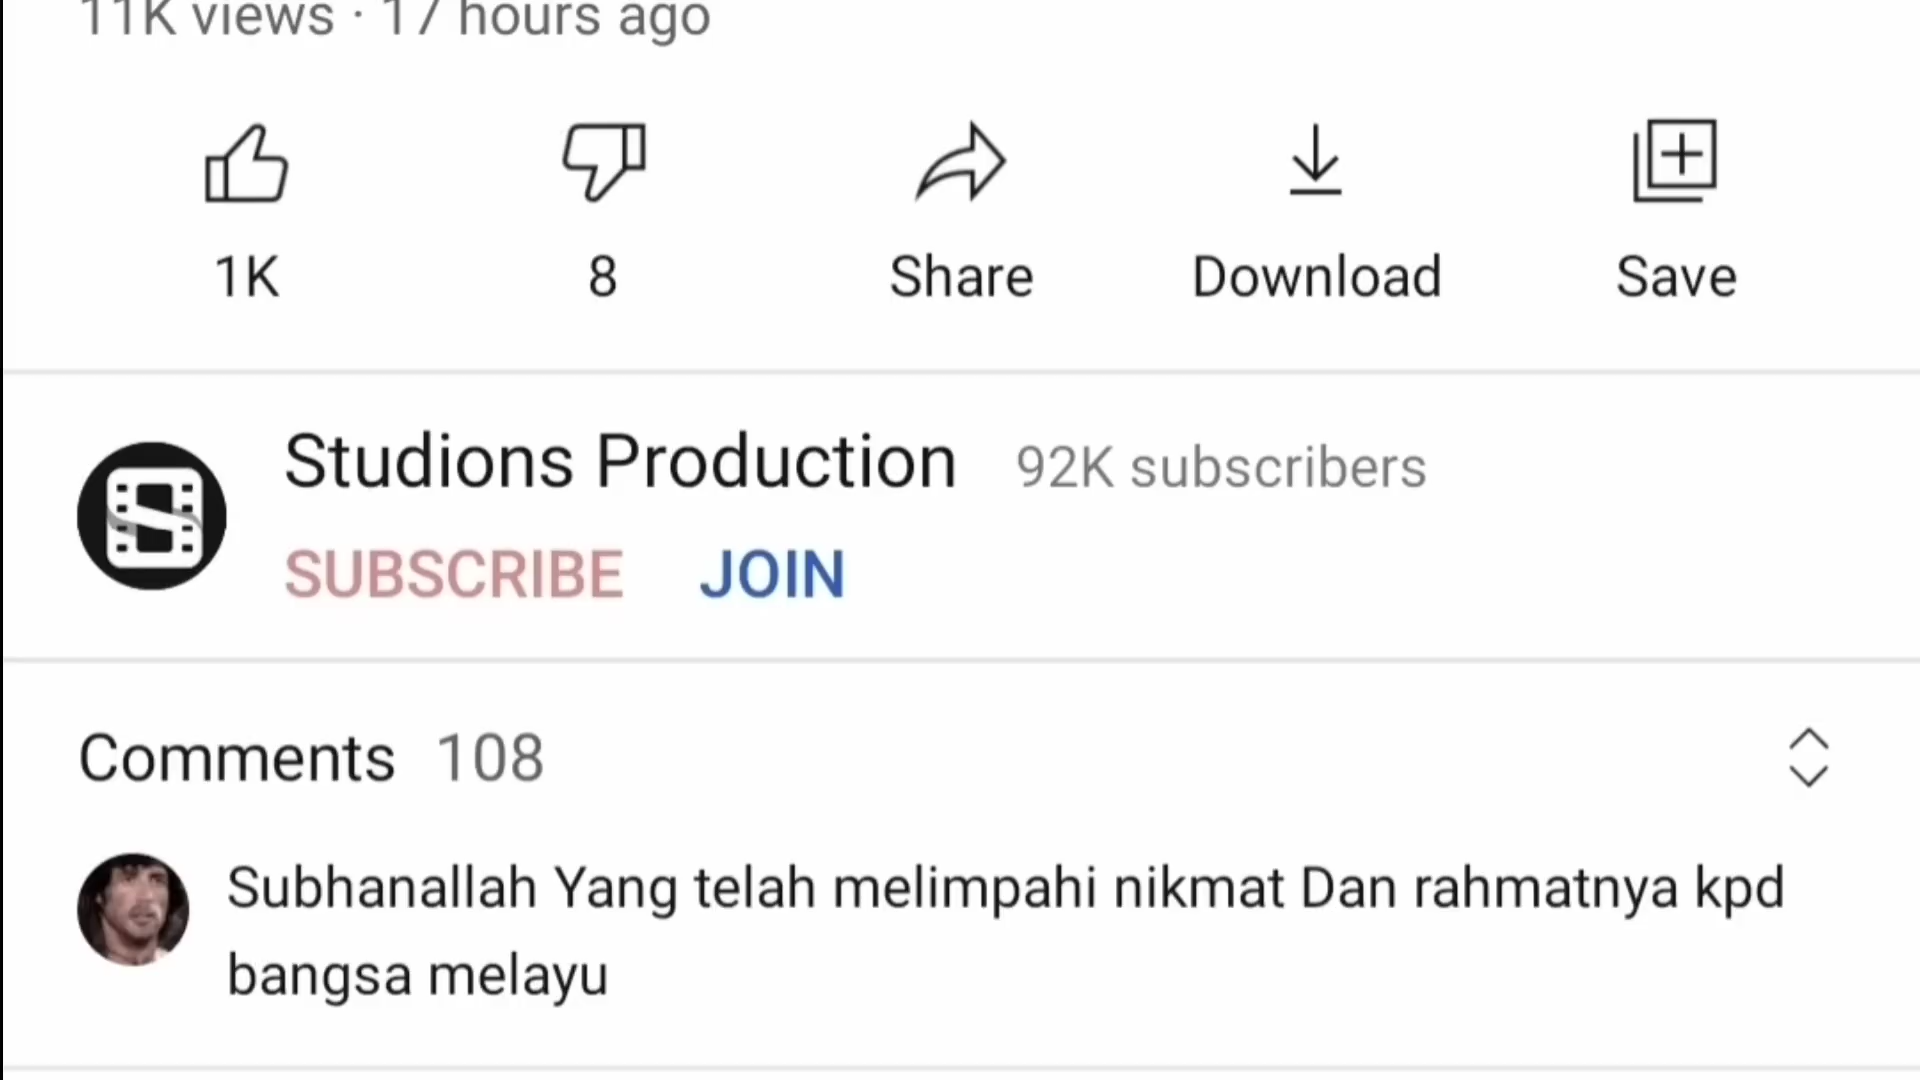 11K views · 17 hours ago
1K 8 Share Download Save
Studions Production 92K subscribers
SUBSCRIBE JOIN
Comments 108
Subhanallah Yang telah melimpahi nikmat Dan rahmatnya kpd
bangsa melayu